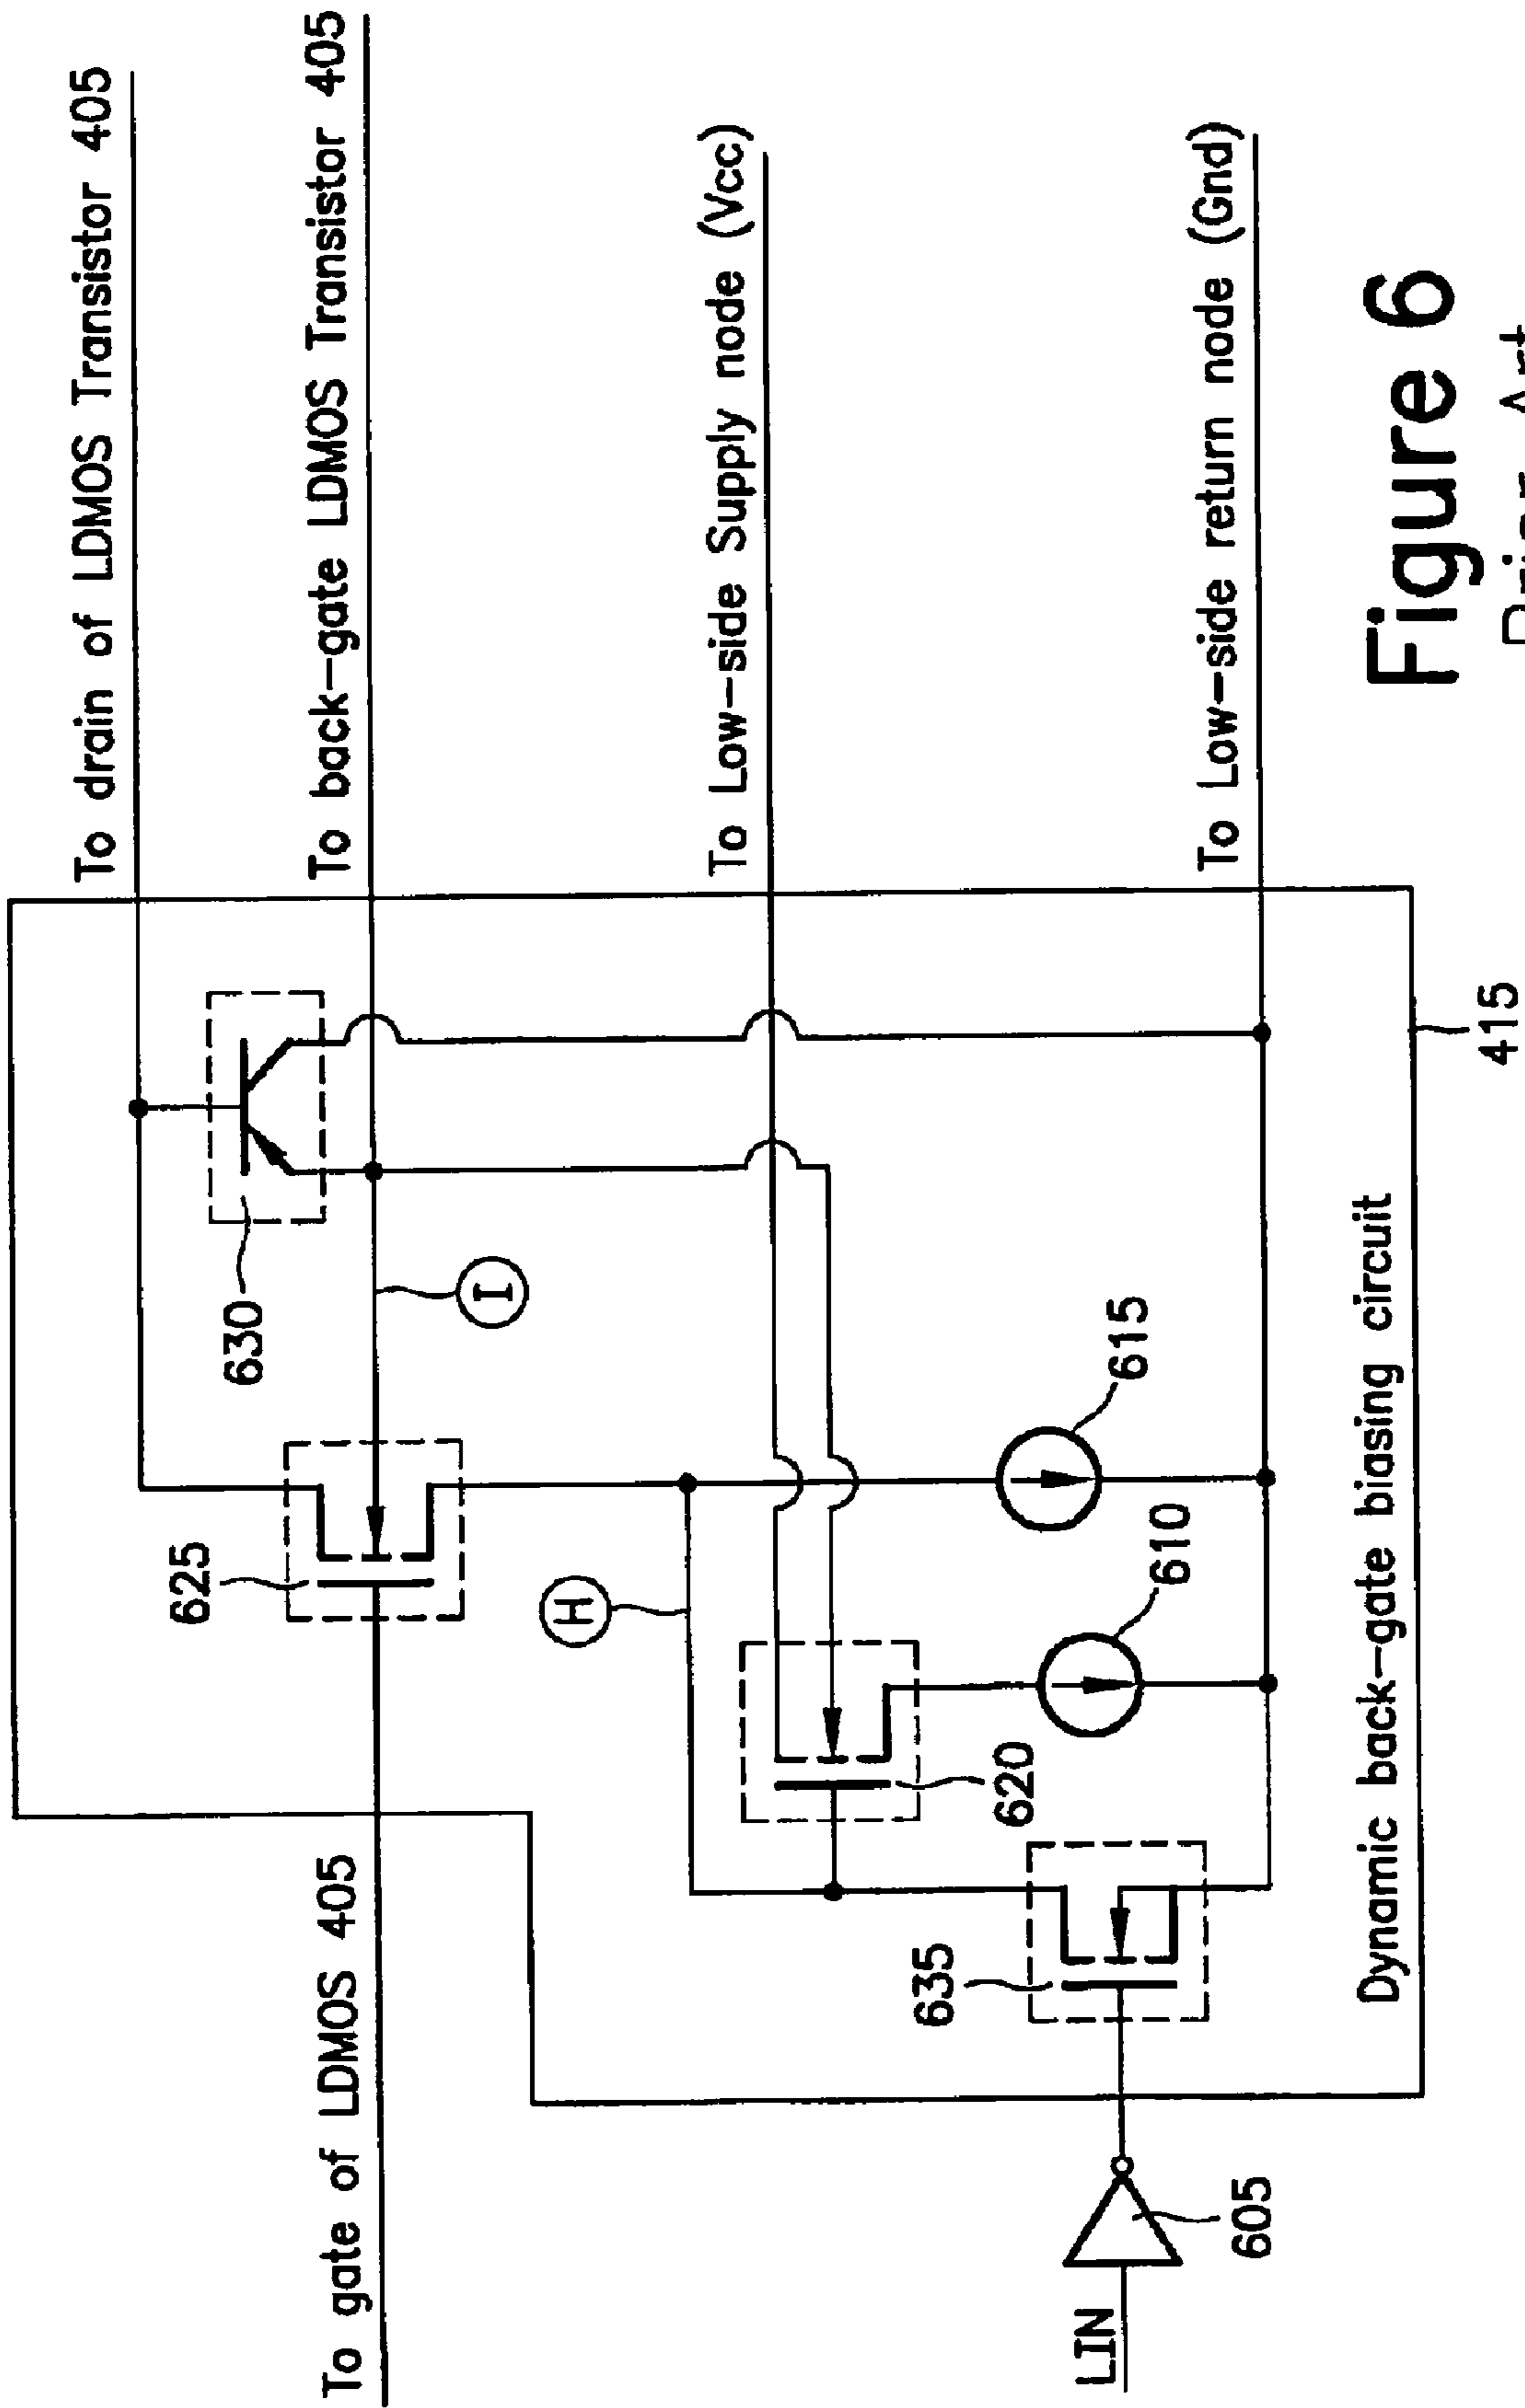 To drain of LDMOS Transistor 405
To back-gate LDMOS Transistor 405
To Low-side Supply node (Vcc)
To Low-side return node (Gnd)
To gate of LDMOS 405
630
625
I
H
615
610
620
635
605
LIN
Dynamic back-gate biasing circuit
415
Figure 6
Prior Art